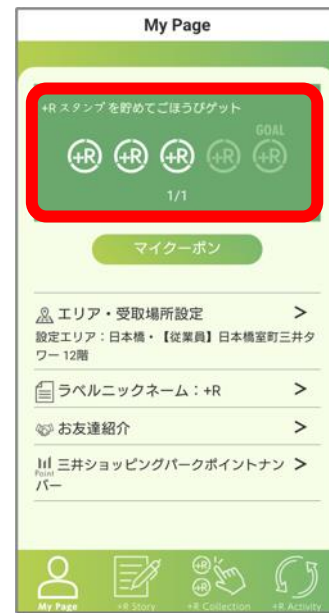 My Page
+R スタンプを貯めてごほうびゲット
GOAL
+R +R +R +R +R
1/1
マイクーポン
エリア・受取場所設定 >
設定エリア：日本橋・【従業員】日本橋室町三井タ
ワー 12階
ラベルニックネーム：+R >
お友達紹介 >
Point 三井ショッピングパークポイントナン >
バー
+R
+R
My Page +R Story +R Collection +R Activity